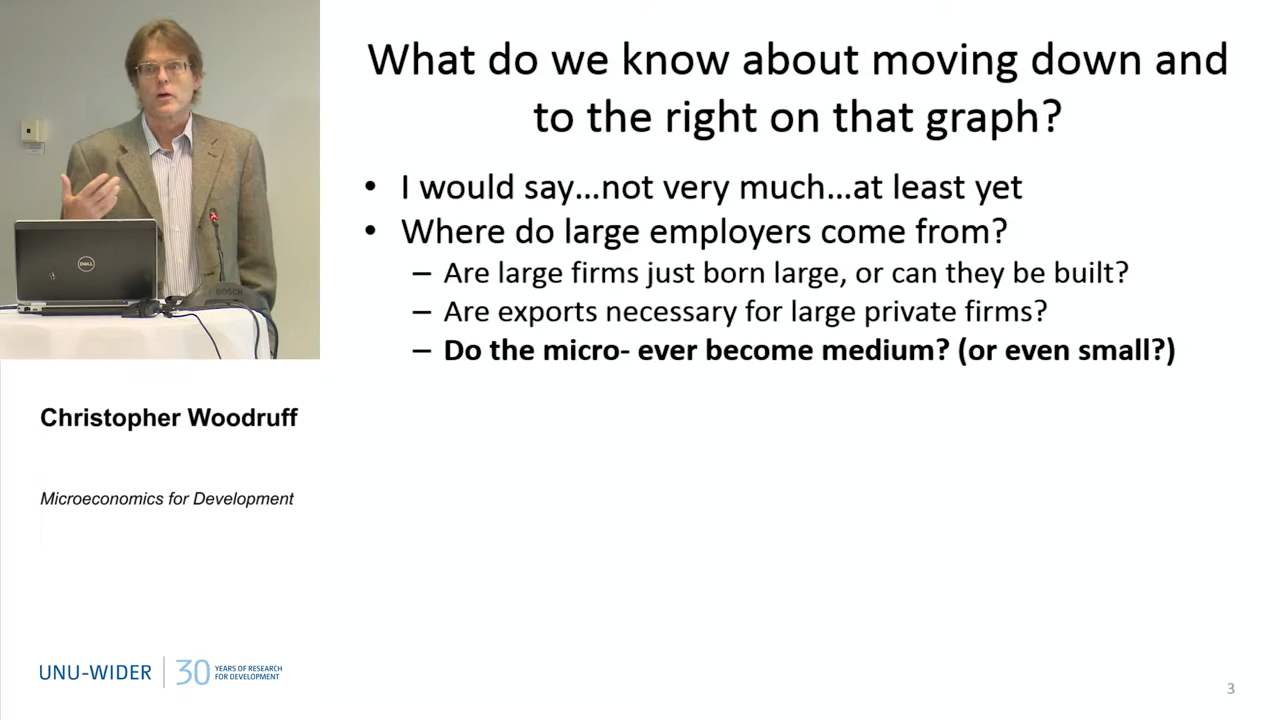 What do we know about moving down and
to the right on that graph?
• I would say…not very much…at least yet
• Where do large employers come from?
– Are large firms just born large, or can they be built?
– Are exports necessary for large private firms?
– Do the micro- ever become medium? (or even small?)
DELL
BOSCH
Christopher Woodruff
Microeconomics for Development
UNU-WIDER
30
YEARS OF RESEARCH
FOR DEVELOPMENT
3